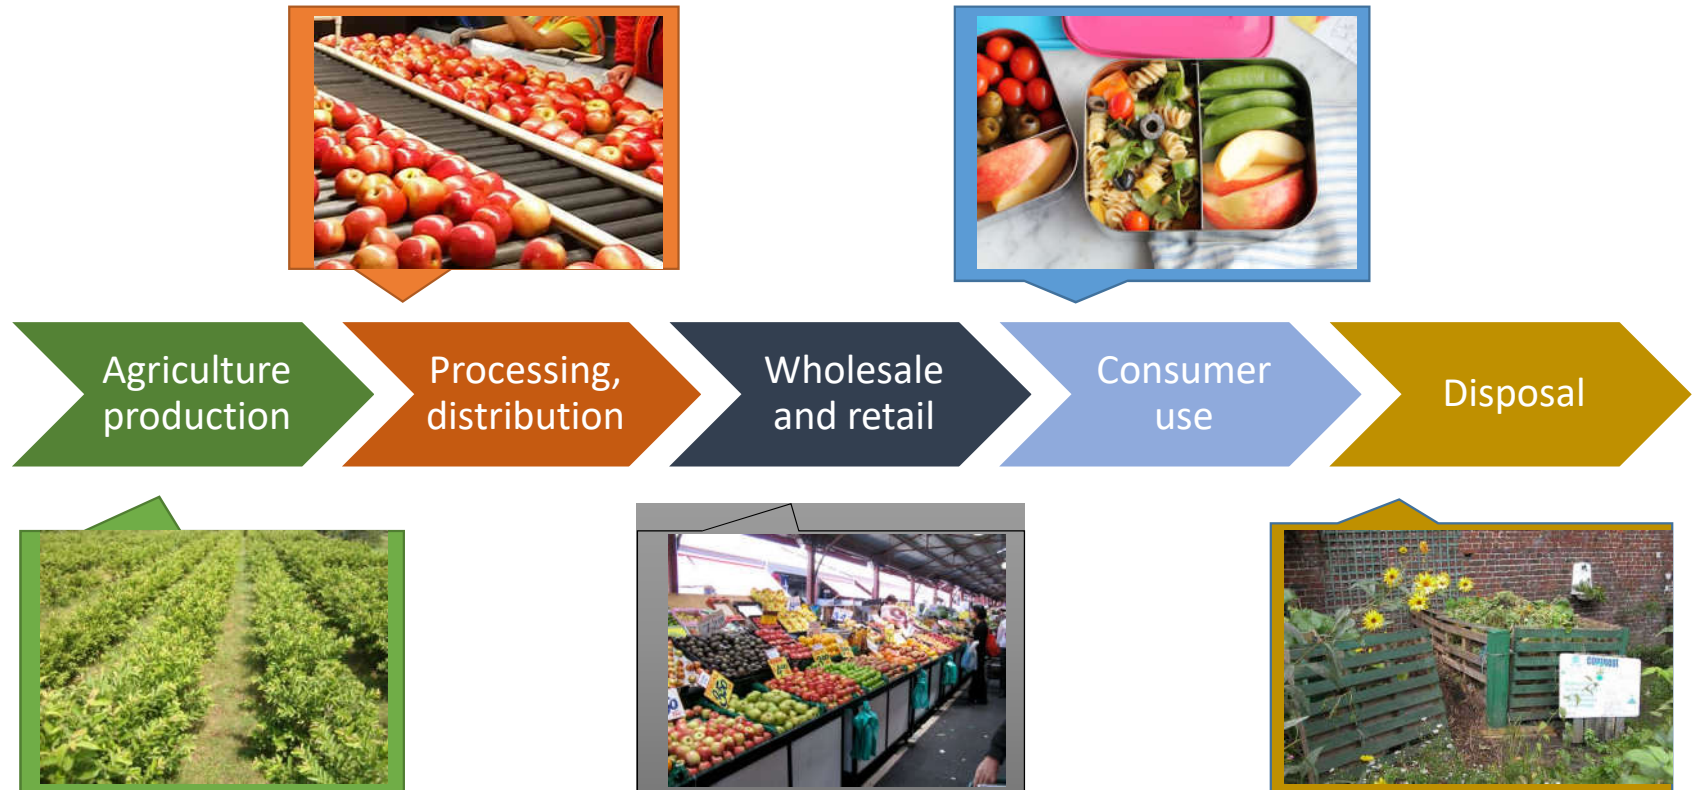 Agriculture
production
Processing,
distribution
Wholesale
and retail
Consumer
use
Disposal
COMPOST